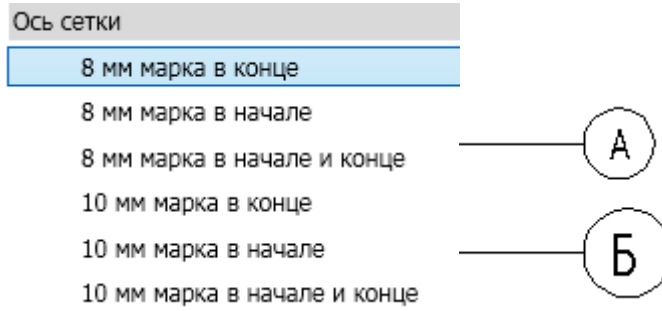 Ось сетки
8 мм марка в конце
8 мм марка в начале
8 мм марка в начале и конце
10 мм марка в конце
10 мм марка в начале
10 мм марка в начале и конце
А
Б